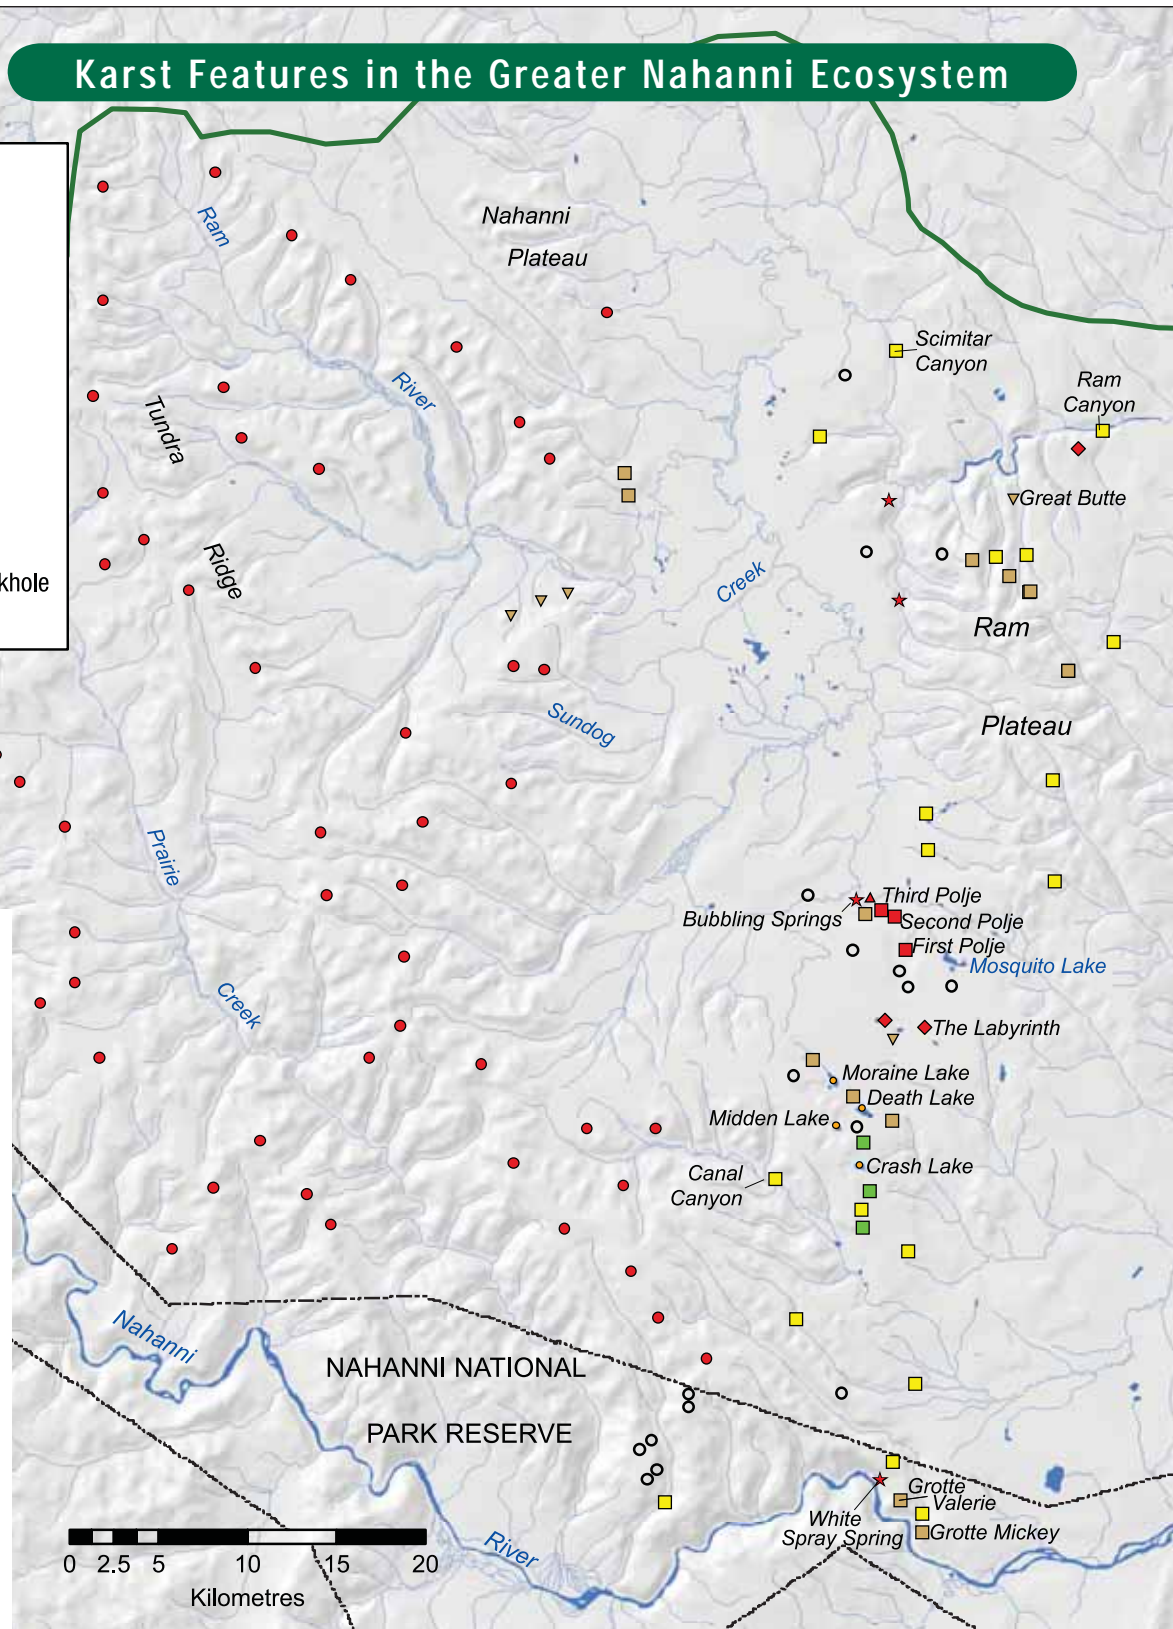 Karst Features in the Greater Nahanni Ecosystem
Ram
Nahanni
Plateau
Scimitar
Canyon
River
Ram
Canyon
Tundra
Great Butte
Ridge
Creek
khole
Ram
Sundog
Plateau
Prairie
Third Polje
Bubbling Springs
Second Polje
First Polje
Mosquito Lake
Creek
The Labyrinth
Moraine Lake
Death Lake
Midden Lake
Crash Lake
Canal
Canyon
Nahanni
NAHANNI NATIONAL
PARK RESERVE
Grotte
Valerie
White
Spray Spring
Grotte Mickey
River
0 2.5 5 10 15 20
Kilometres